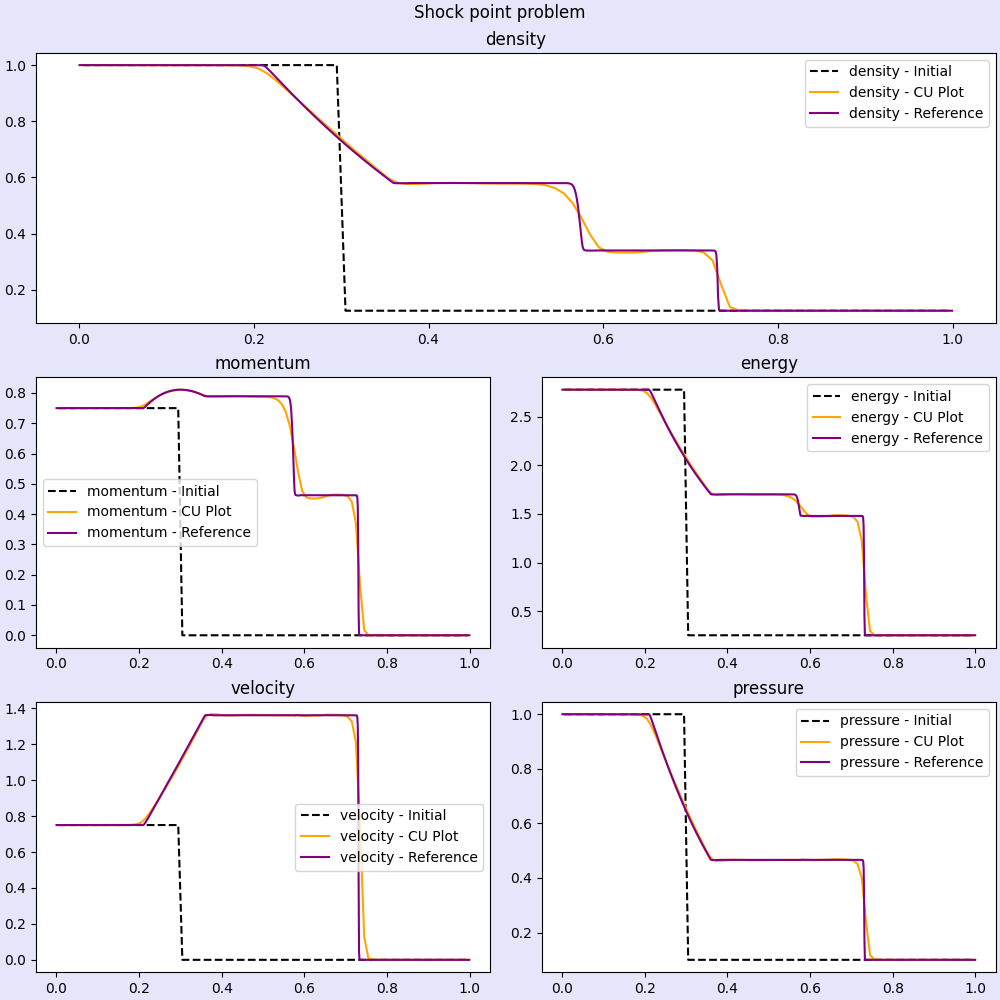 Shock point problem
density
1.0
0.8
0.6
0.4
0.2
0.0
0.2
0.4
0.6
0.8
1.0
density - Initial
density - CU Plot
density - Reference
momentum
0.8
0.7
0.6
0.5
0.4
0.3
0.2
0.1
0.0
0.0
0.2
0.4
0.6
0.8
1.0
momentum - Initial
momentum - CU Plot
momentum - Reference
energy
2.5
2.0
1.5
1.0
0.5
0.0
0.2
0.4
0.6
0.8
1.0
energy - Initial
energy - CU Plot
energy - Reference
velocity
1.4
1.2
1.0
0.8
0.6
0.4
0.2
0.0
0.0
0.2
0.4
0.6
0.8
1.0
velocity - Initial
velocity - CU Plot
velocity - Reference
pressure
1.0
0.8
0.6
0.4
0.2
0.0
0.2
0.4
0.6
0.8
1.0
pressure - Initial
pressure - CU Plot
pressure - Reference